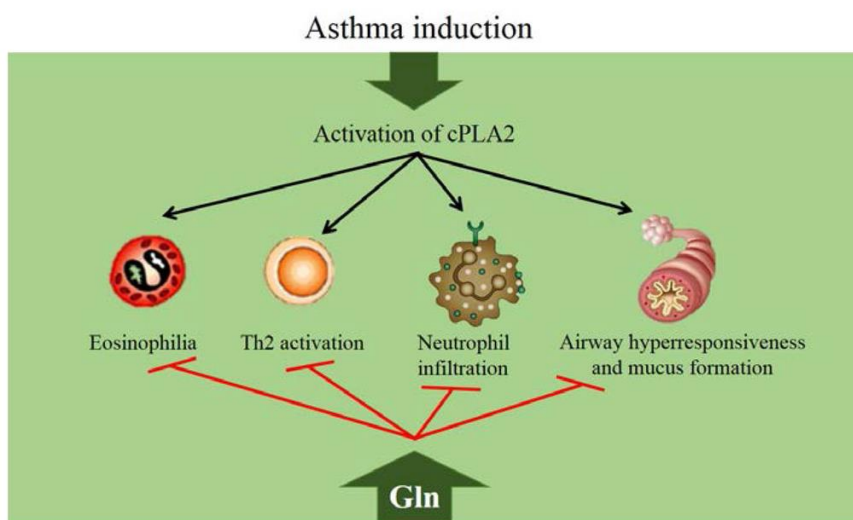 Asthma induction
Activation of cPLA2
Eosinophilia
Th2 activation
Neutrophil
infiltration
Airway hyperresponsiveness
and mucus formation
Gln